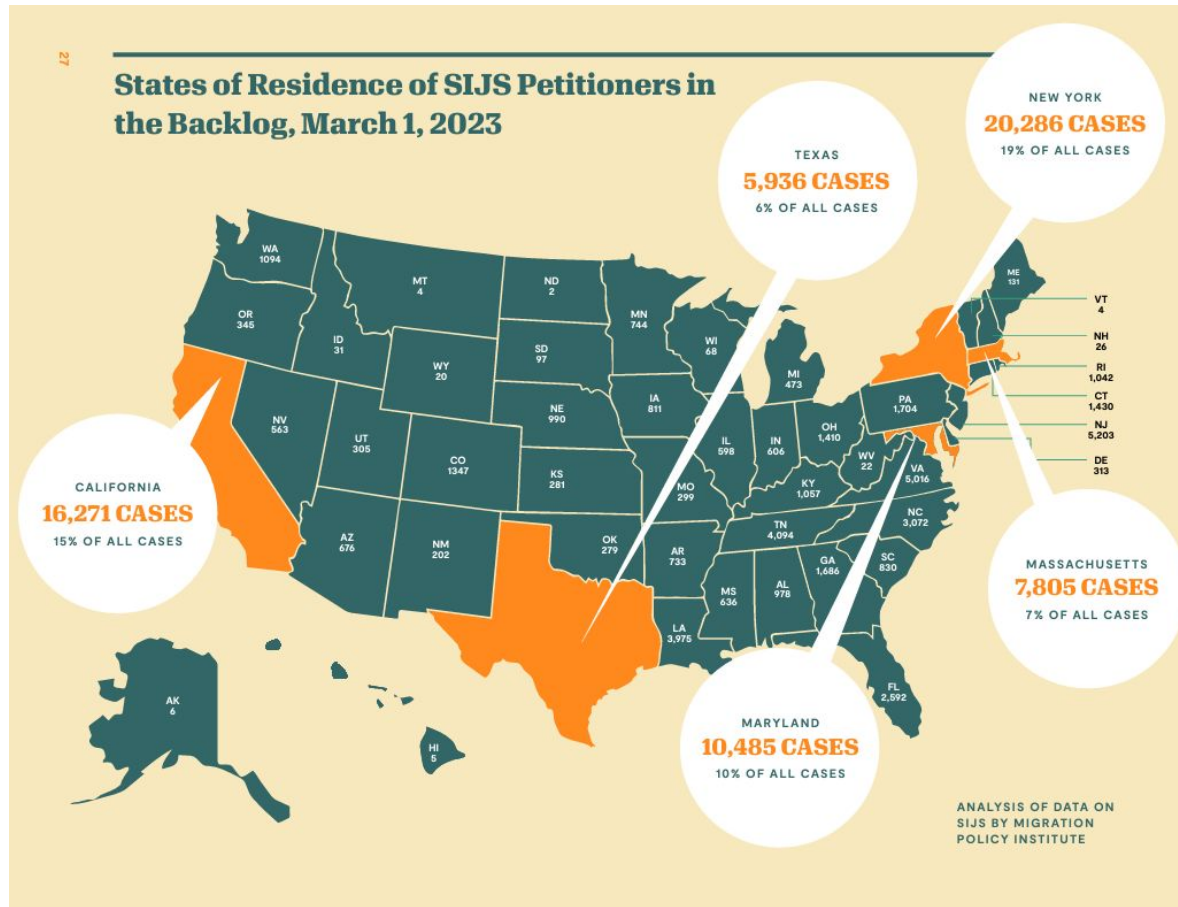 27
States of Residence of SIJS Petitioners in
the Backlog, March 1, 2023
NEW YORK
20,286 CASES
19% OF ALL CASES
TEXAS
5,936 CASES
6% OF ALL CASES
CALIFORNIA
16,271 CASES
15% OF ALL CASES
MASSACHUSETTS
7,805 CASES
7% OF ALL CASES
MARYLAND
10,485 CASES
10% OF ALL CASES
WA
1094
OR
345
ID
31
MT
4
ND
2
MN
744
WI
68
MI
473
ME
131
VT
4
NH
26
RI
1,042
CT
1,430
NJ
5,203
DE
313
SD
97
WY
20
NE
990
IA
811
NV
563
UT
305
CO
1347
KS
281
MO
299
IL
598
IN
606
OH
1,410
PA
1,704
WV
22
VA
5,016
KY
1,057
NC
3,072
TN
4,094
SC
830
AZ
676
NM
202
OK
279
AR
733
MS
636
AL
978
GA
1,686
LA
3,975
FL
2,592
AK
6
HI
5
ANALYSIS OF DATA ON
SIJS BY MIGRATION
POLICY INSTITUTE